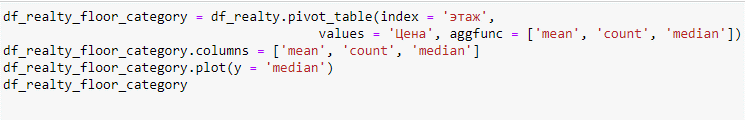 df_realty_floor_category = df_realty.pivot_table(index = 'этаж',
values = 'Цена', aggfunc = ['mean', 'count', 'median'])
df_realty_floor_category.columns = ['mean', 'count', 'median']
df_realty_floor_category.plot(y = 'median')
df_realty_floor_category